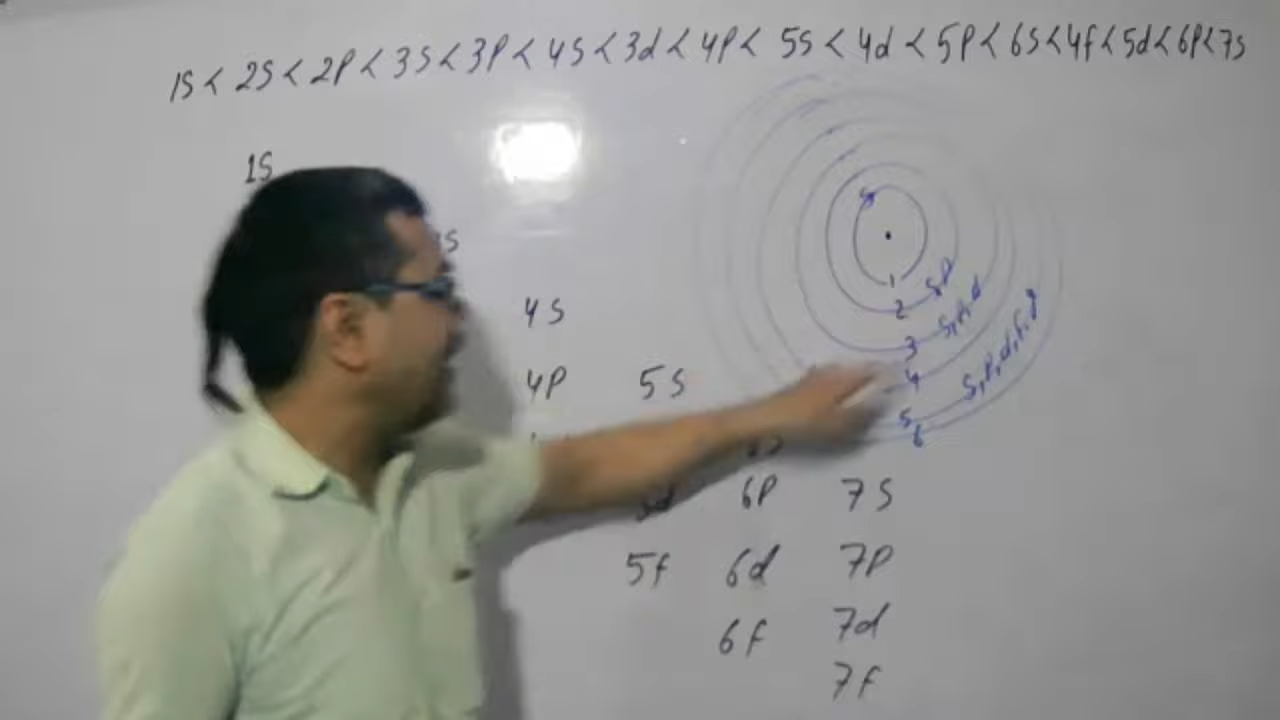 1S < 2S < 2P < 3S < 3P < 4S < 3d < 4P < 5S < 4d < 5P < 6S < 4f < 5d < 6P < 7S
1S
S
4S
4P 5S
6P 7S
5f 6d 7P
6f 7d
7f
S
1
2 S,P
3 S,P,d
4
5 S,P,d,f,g
6